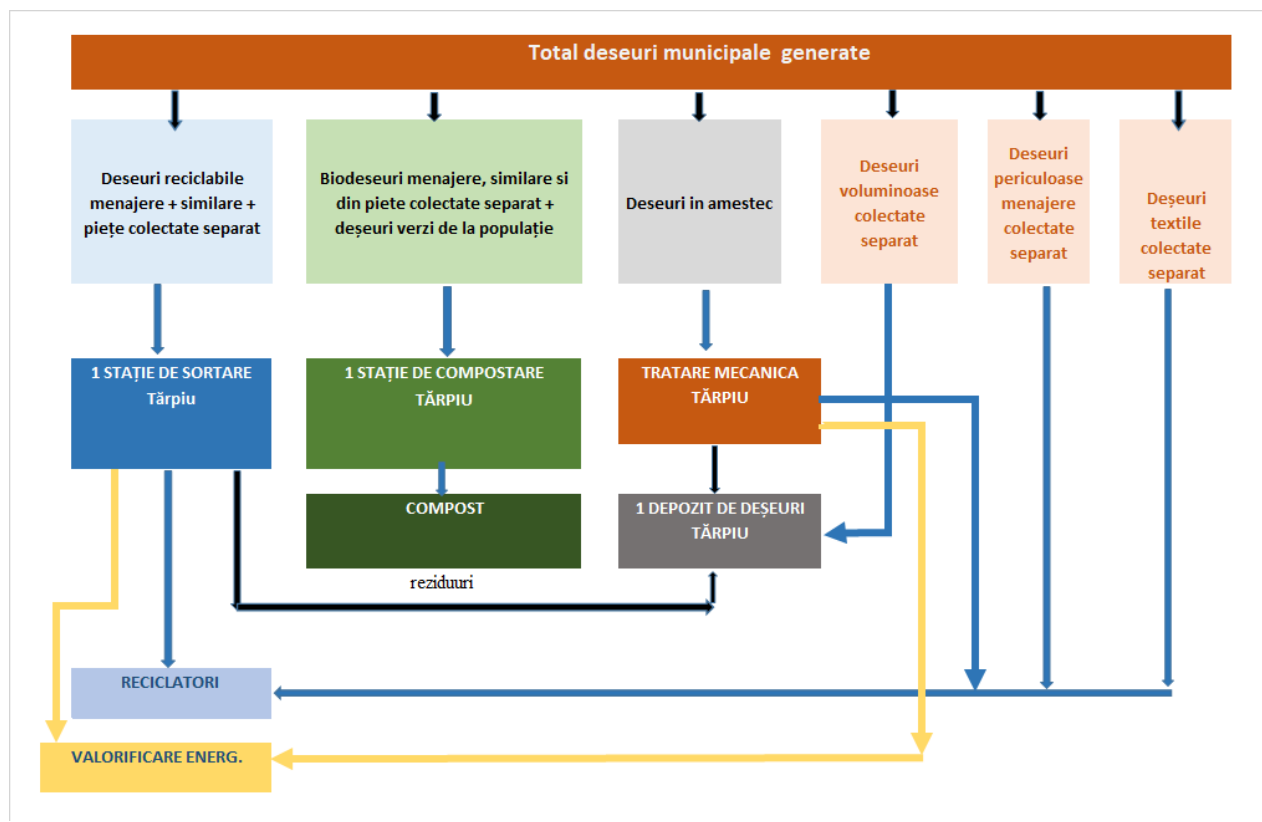 Total deseuri municipale generate
Deseuri reciclabile
menajere + similare +
piețe colectate separat
Biodeseuri menajere, similare si
din piete colectate separat +
deșeuri verzi de la populație
Deseuri in amestec
Deseuri
voluminoase
colectate
separat
Deseuri
periculoase
menajere
colectate
separat
Deșeuri
textile
colectate
separat
1 STAȚIE DE SORTARE
Tărpiu
1 STAȚIE DE COMPOSTARE
TĂRPIU
TRATARE MECANICA
TĂRPIU
COMPOST
1 DEPOZIT DE DEȘEURI
TĂRPIU
reziduuri
RECICLATORI
VALORIFICARE ENERG.